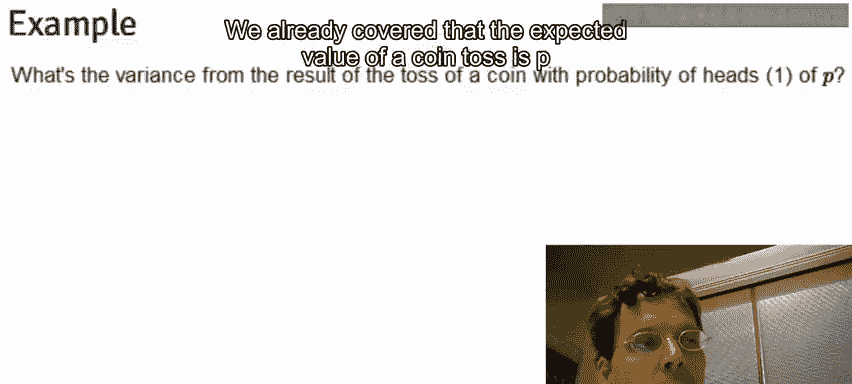 Example
We already covered that the expected
value of a coin toss is p
What's the variance from the result of the toss of a coin with probability of heads (1) of p?